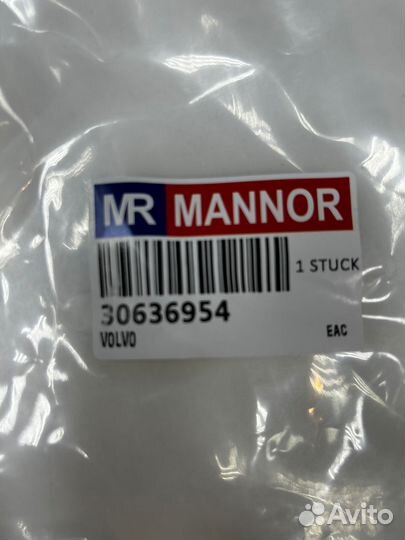 MR MANNOR
1 STUCK
30636954
VOLVO EAC
Avito